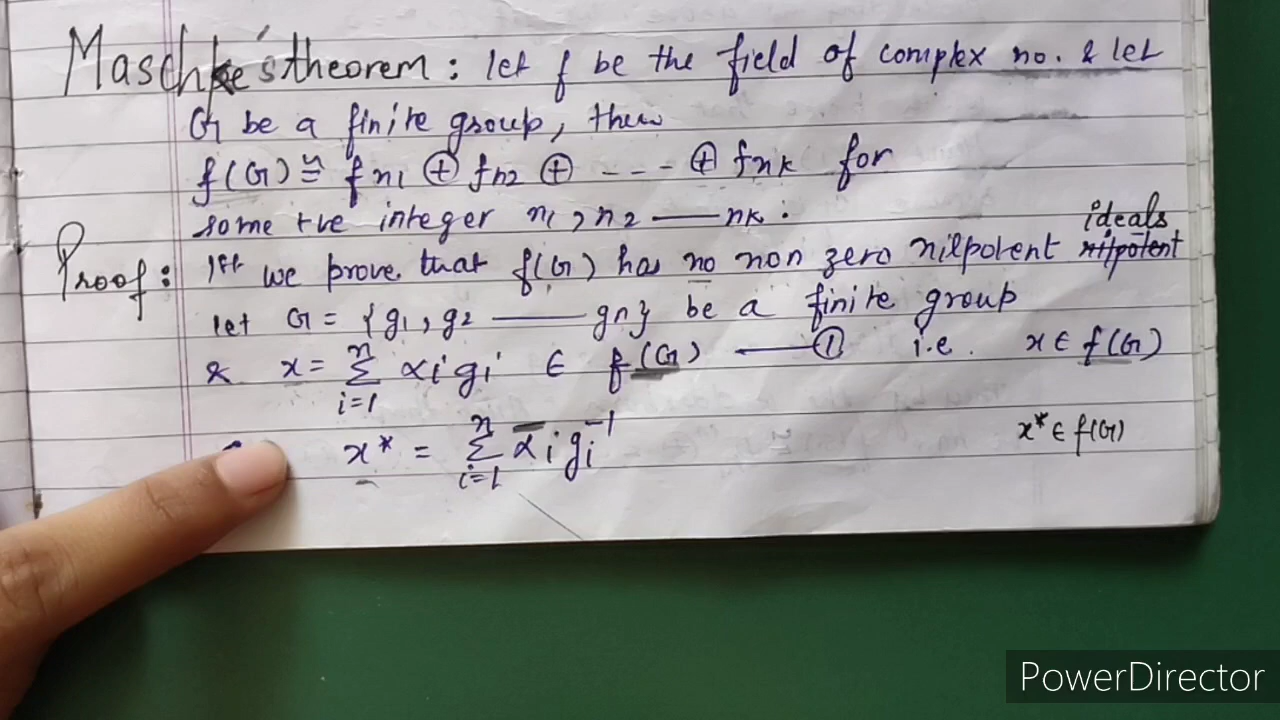 Maschke's theorem : let f be the field of complex no. & let
G be a finite group, then
f(G) ≅ fn1 ⊕ fn2 ⊕ ---- ⊕ fnk for
some +ve integer n1, n2 —— nk.
ideals
Proof : 1st we prove that f(G) has no non zero nilpotent nilpotent
let G = {g1, g2 —— gn} be a finite group
& x = n∑i=1 αi gi ∈ f(G) —— ① i.e. x ∈ f(G)
x* = n∑i=1 ᾱi gi⁻¹ x* ∈ f(G)
PowerDirector